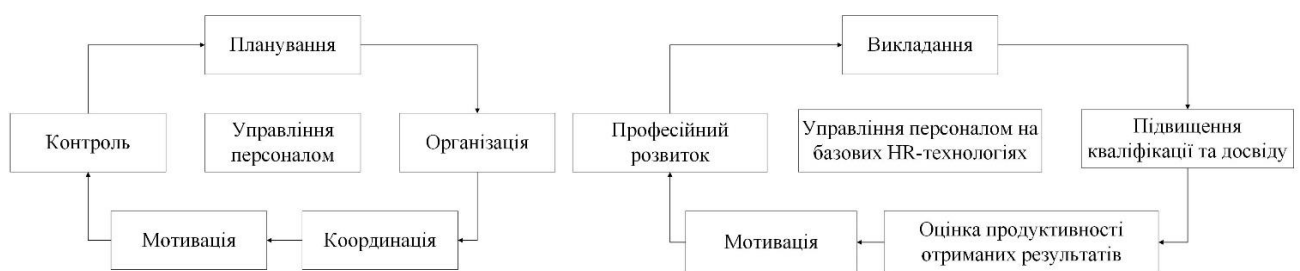 Планування
Контроль
Управління
персоналом
Організація
Мотивація
Координація
Викладання
Професійний
розвиток
Управління персоналом на
базових HR-технологіях
Підвищення
кваліфікації та досвіду
Мотивація
Оцінка продуктивності
отриманих результатів